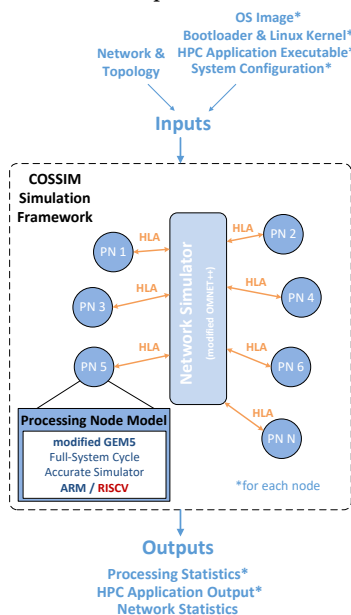 OS Image*
Bootloader & Linux Kernel*
HPC Application Executable*
System Configuration*
Network &
Topology
Inputs
COSSIM
Simulation
Framework
HLA
PN 1
HLA
PN 2
HLA
PN 3
HLA
PN 4
HLA
PN 5
HLA
PN 6
HLA
PN N
Network Simulator
(modified OMNET++)
Processing Node Model
modified GEM5
Full-System Cycle
Accurate Simulator
ARM / RISCV
*for each node
Outputs
Processing Statistics*
HPC Application Output*
Network Statistics